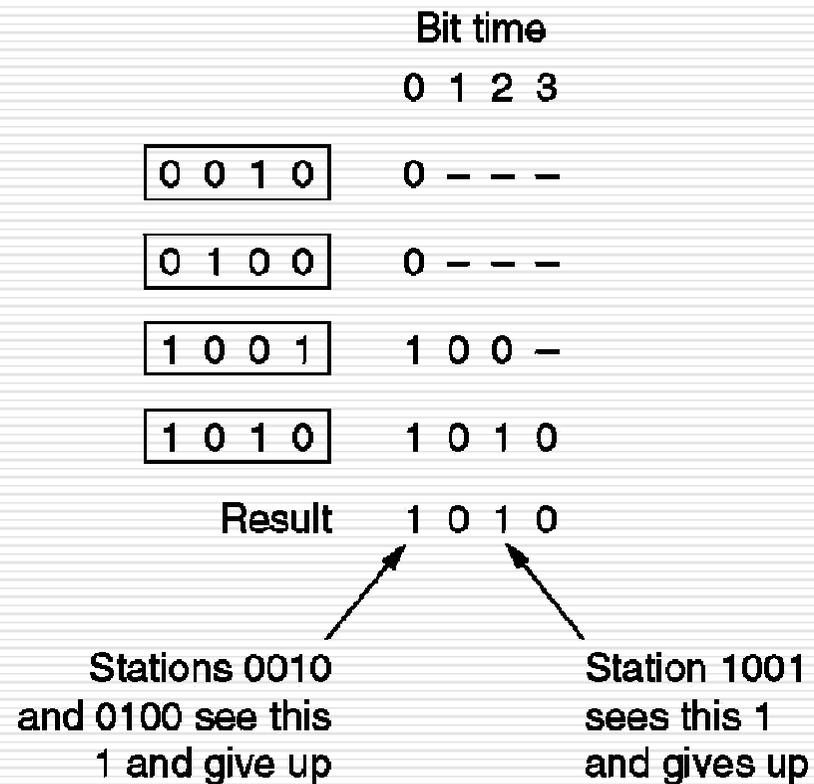 Bit time
0 1 2 3
0 0 1 0 0 – – –
0 1 0 0 0 – – –
1 0 0 1 1 0 0 –
1 0 1 0 1 0 1 0
Result 1 0 1 0
Stations 0010
and 0100 see this
1 and give up
Station 1001
sees this 1
and gives up